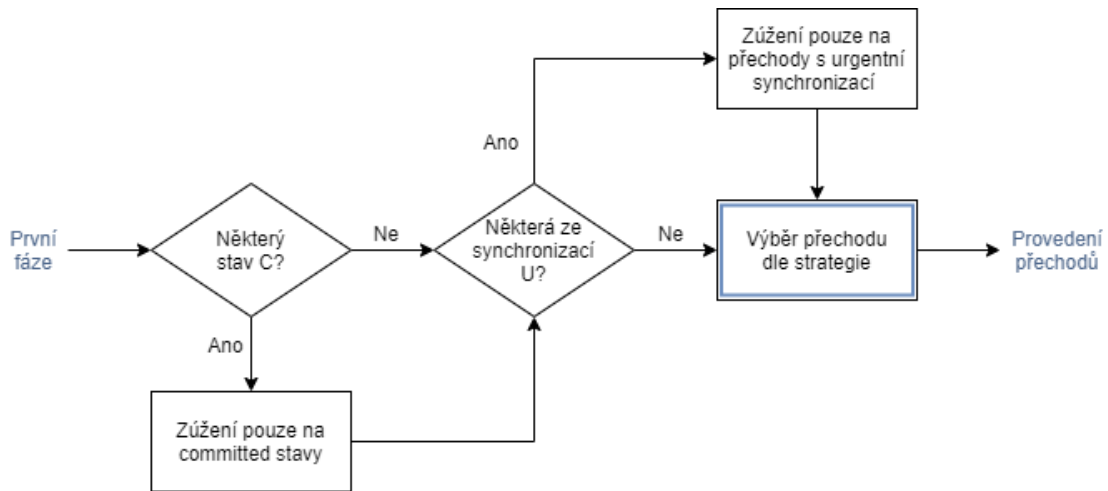 Zúžení pouze na
přechody s urgentní
synchronizací
Ano
První
fáze
Některý
stav C?
Ne
Některá ze
synchronizací
U?
Ne
Výběr přechodu
dle strategie
Provedení
přechodů
Ano
Zúžení pouze na
committed stavy